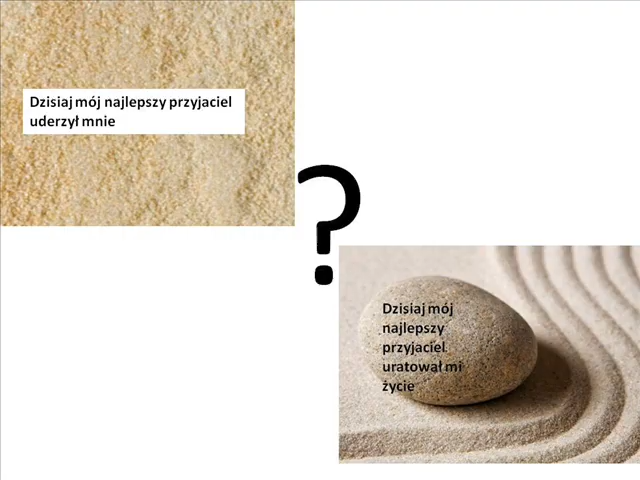 Dzisiaj mój najlepszy przyjaciel
uderzył mnie
?
Dzisiaj mój
najlepszy
przyjaciel
uratował mi
życie